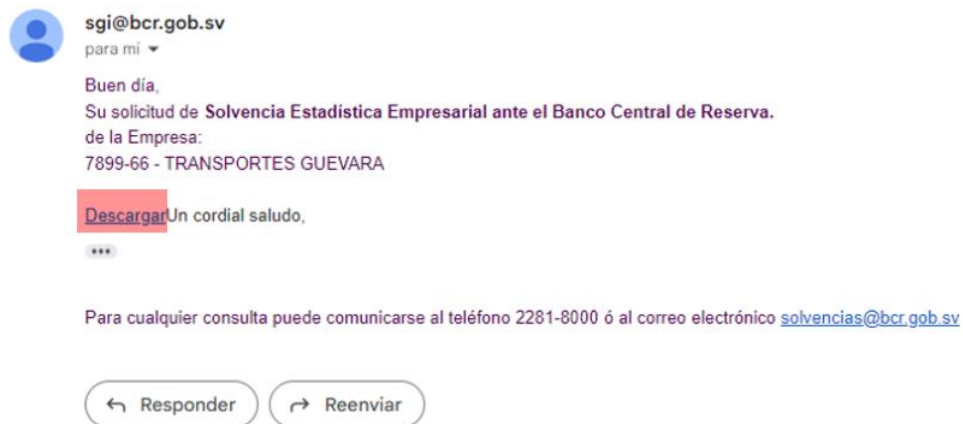 sgi@bcr.gob.sv
para mí
Buen día,
Su solicitud de Solvencia Estadística Empresarial ante el Banco Central de Reserva.
de la Empresa:
7899-66 - TRANSPORTES GUEVARA
DescargarUn cordial saludo,
•••
Para cualquier consulta puede comunicarse al teléfono 2281-8000 ó al correo electrónico solvencias@bcr.gob.sv
Responder Reenviar